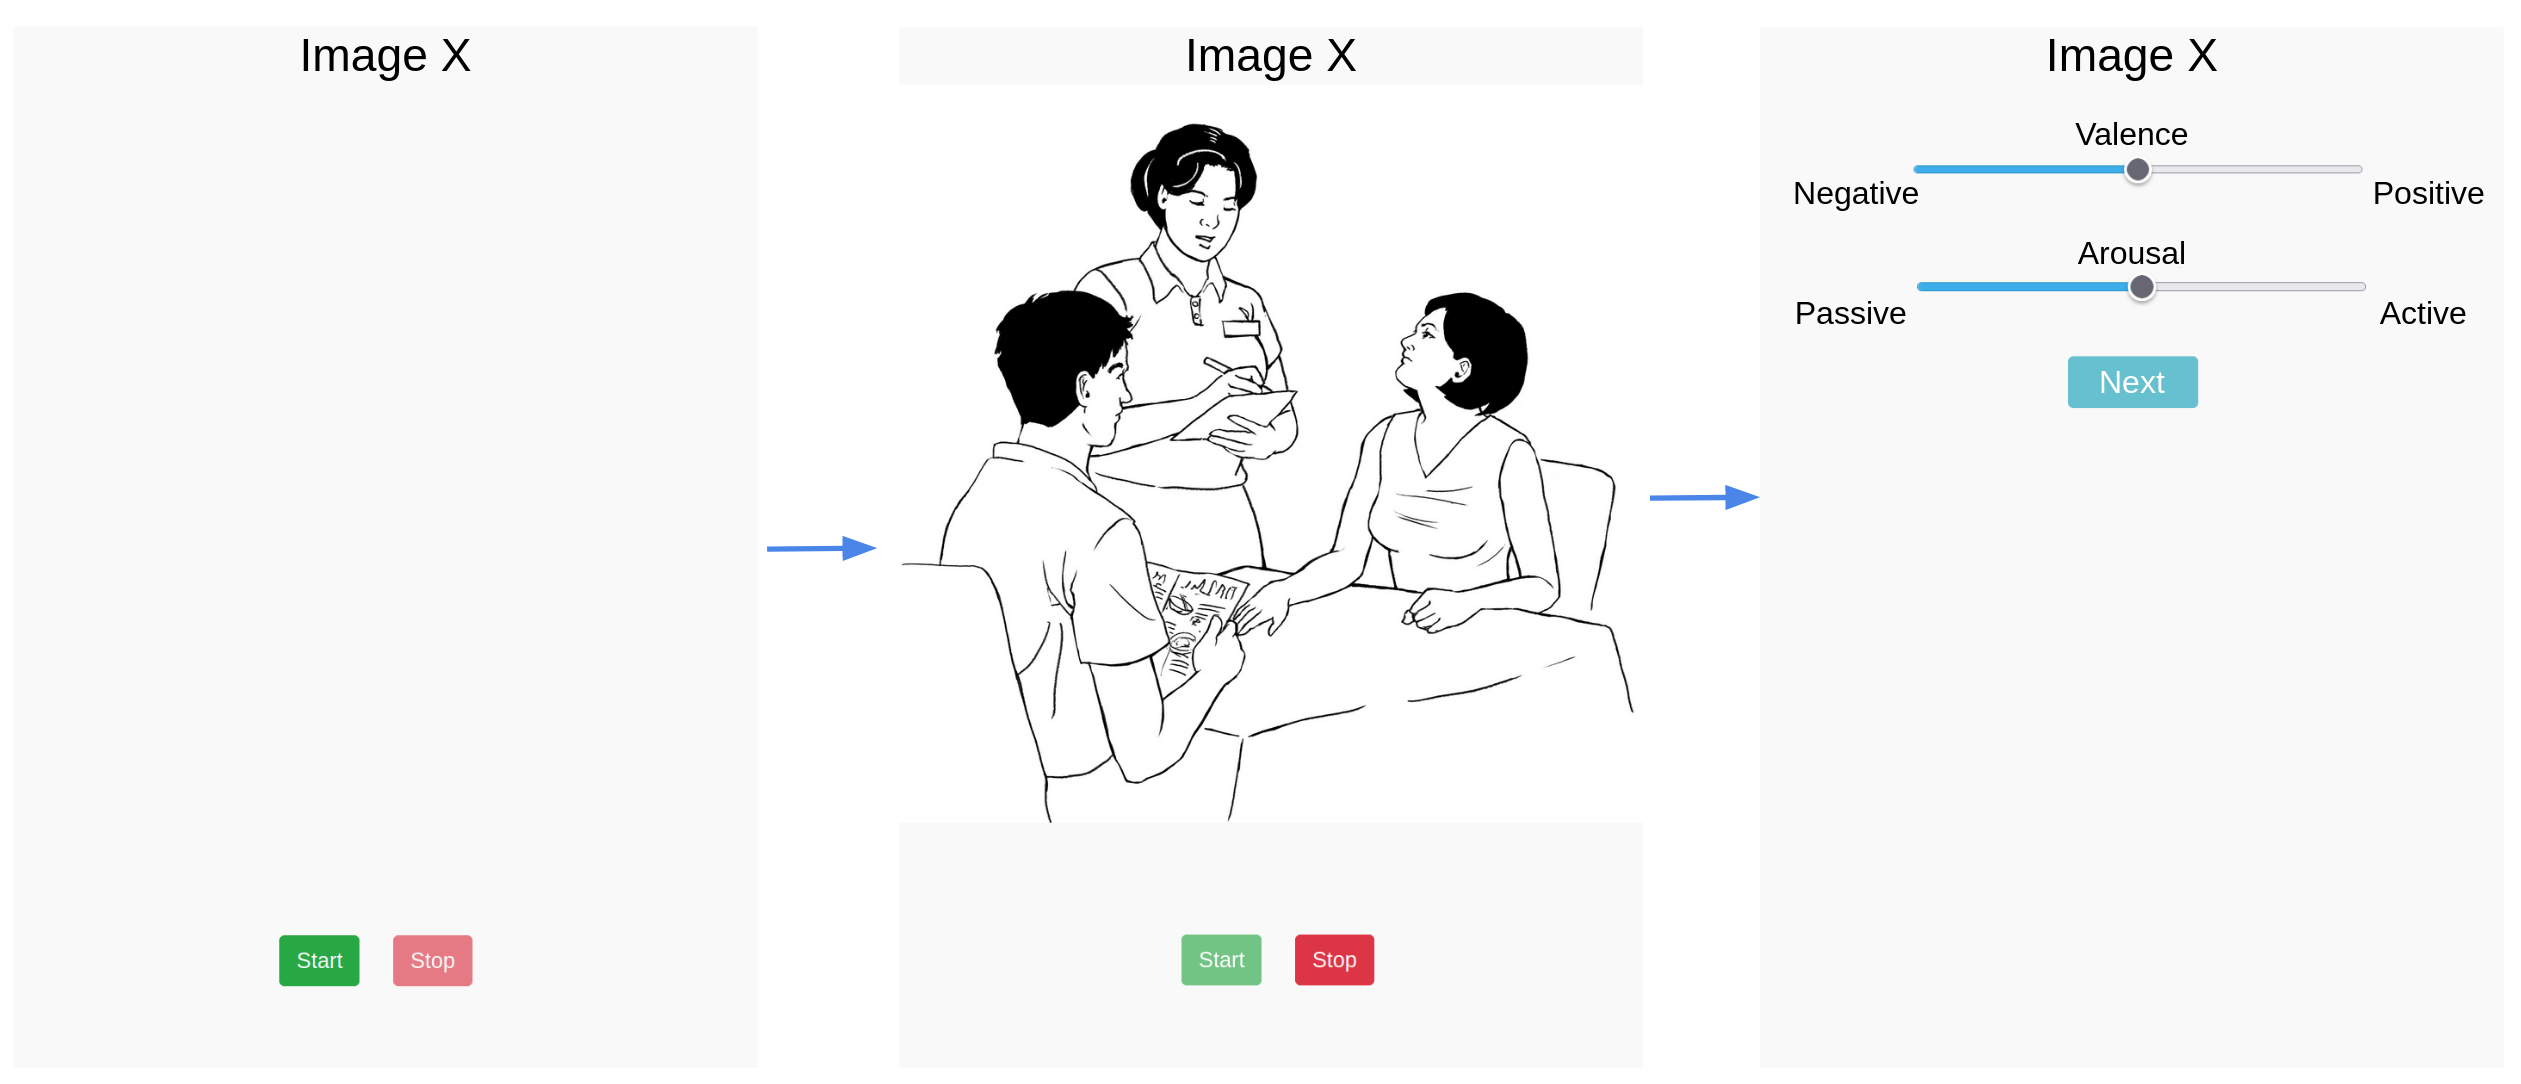 Image X
Start
Stop
Image X
Start
Stop
Image X
Valence
Negative
Positive
Arousal
Passive
Active
Next